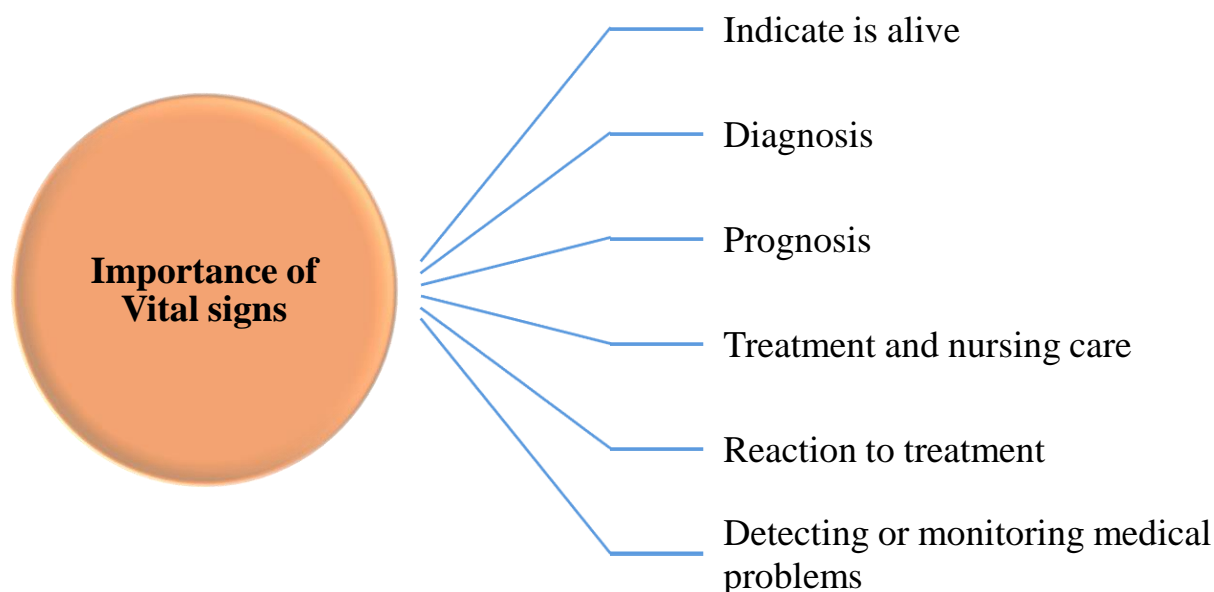 Importance of
Vital signs
Indicate is alive
Diagnosis
Prognosis
Treatment and nursing care
Reaction to treatment
Detecting or monitoring medical
problems